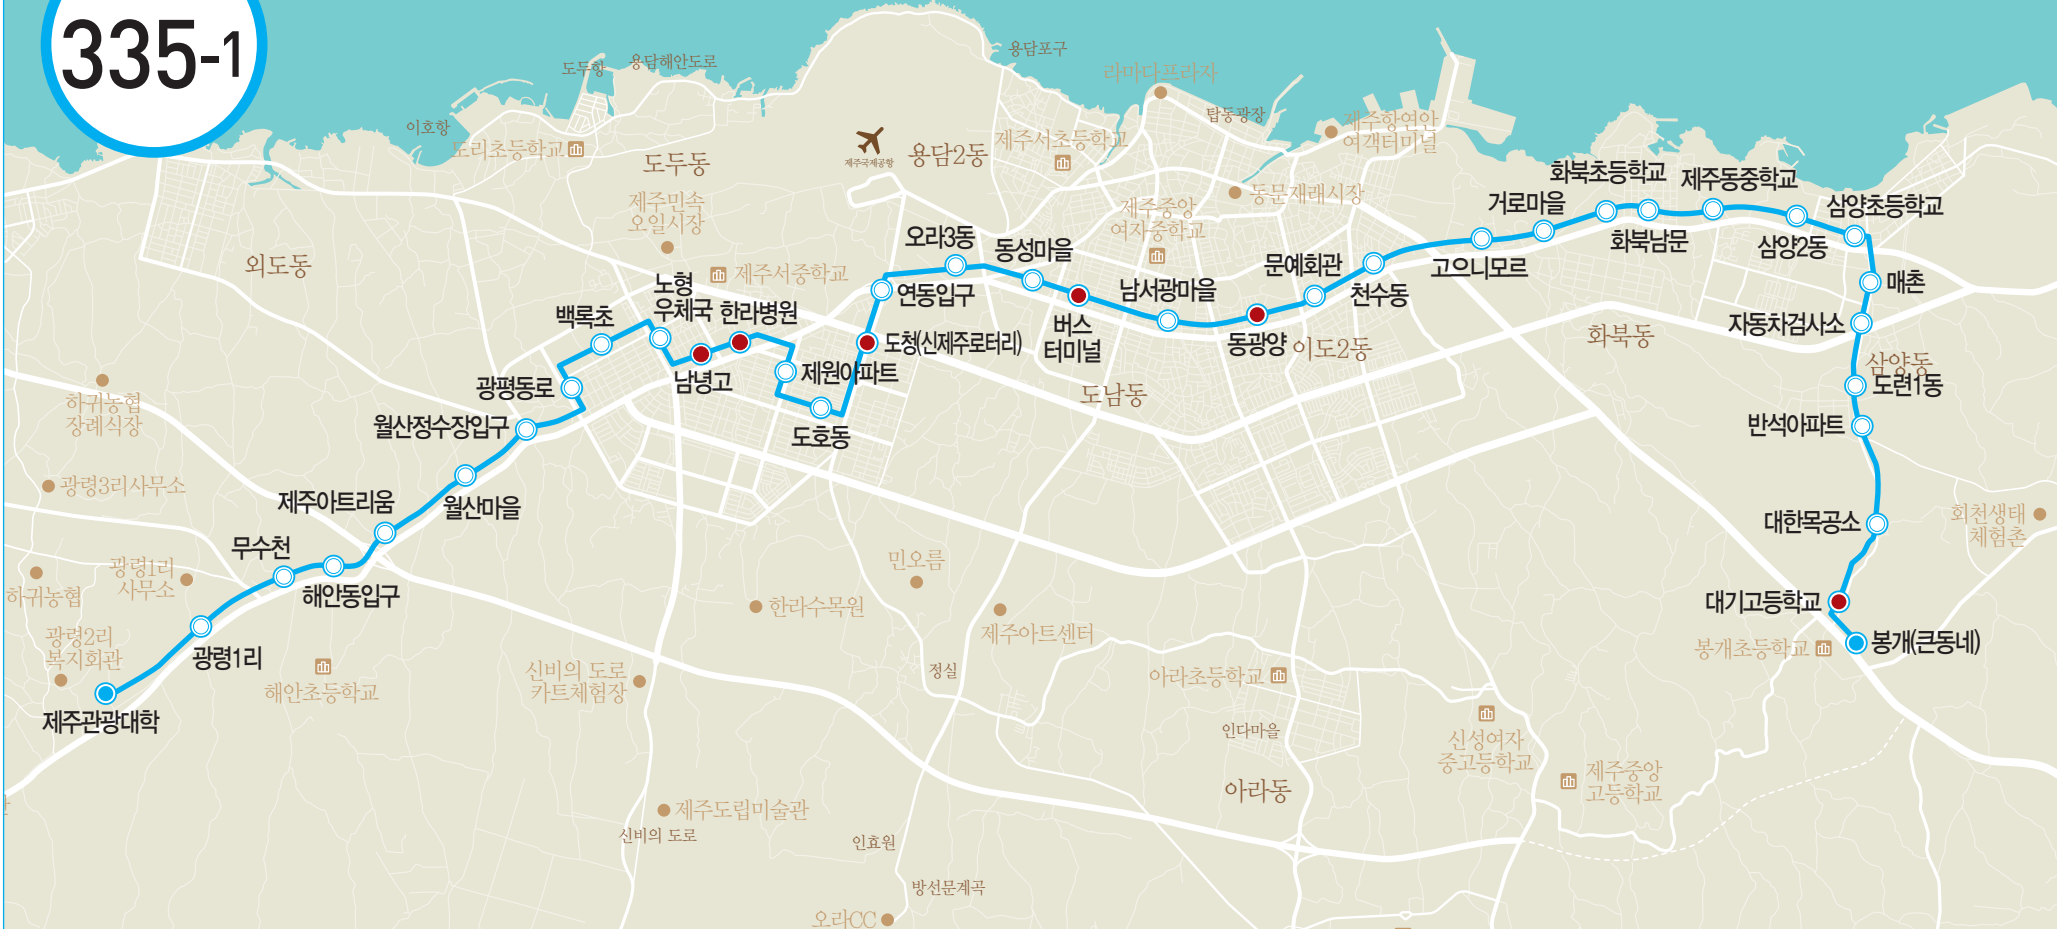 335-1
용담포구
도두항
용담해안도로
라마다프라자
탑동광장
이호항
도리초등학교
도두동
제주국제공항
용담2동
제주서초등학교
제주항연안
여객터미널
제주민속
오일시장
제주중앙
여자중학교
동문재래시장
화북초등학교
제주동중학교
거로마을
삼양초등학교
화북남문
삼양2동
외도동
제주서중학교
오라3동
동성마을
문예회관
고으니모르
매촌
노형
우체국
한라병원
연동입구
남서광마을
천수동
백록초
버스
터미널
동광양
이도2동
화북동
자동차검사소
도청(신제주로터리)
삼양동
도련1동
광평동로
남녕고
제원아파트
도남동
하귀농협
장례식장
월산정수장입구
도호동
반석아파트
광령3리사무소
제주아트리움
월산마을
대한목공소
회천생태
체험촌
무수천
광령1리
사무소
하귀농협
해안동입구
민오름
한라수목원
제주아트센터
대기고등학교
봉개초등학교
봉개(큰동네)
광령2리
복지회관
광령1리
해안초등학교
신비의 도로
카트체험장
정실
아라초등학교
제주관광대학
인다마을
신성여자
중고등학교
제주중앙
고등학교
아라동
제주도립미술관
신비의 도로
인효원
방선문계곡
오라CC